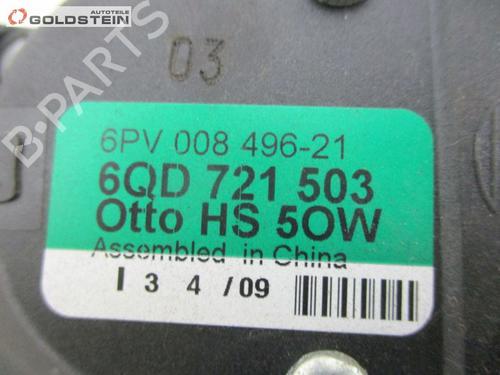 AUTOTEILE
GOLDSTEIN
B-PARTS
03
6PV 008 496-21
6QD 721 503
Otto HS 5OW
Assembled in China
I 3 4 /09